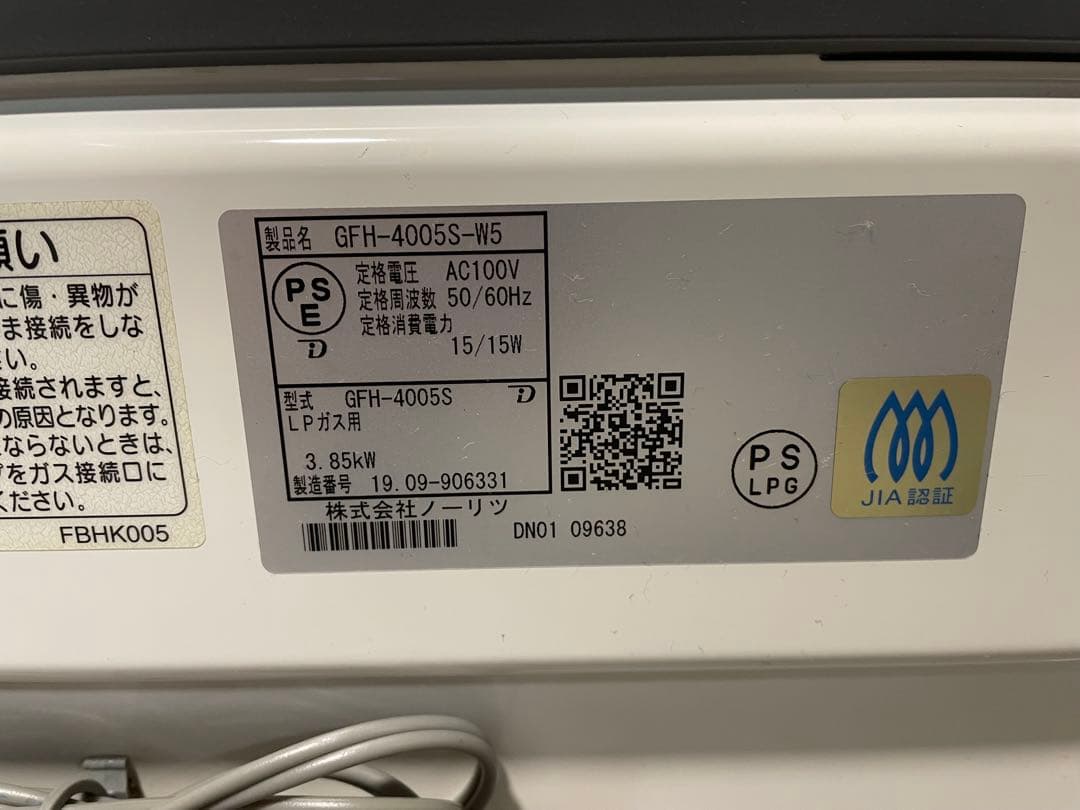 願い
に傷・異物が
ま接続をしな
さい。
接続されますと、
の原因となります。
ならないときは、
をガス接続口に
ください。
FBHK005
製品名 GFH-4005S-W5
PS
E
定格電圧 AC100V
定格周波数 50/60Hz
定格消費電力
15/15W
型式 GFH-4005S
LPガス用
3.85kW
製造番号 19.09-906331
株式会社ノーリツ
DN01 09638
PS
LPG
JIA 認証